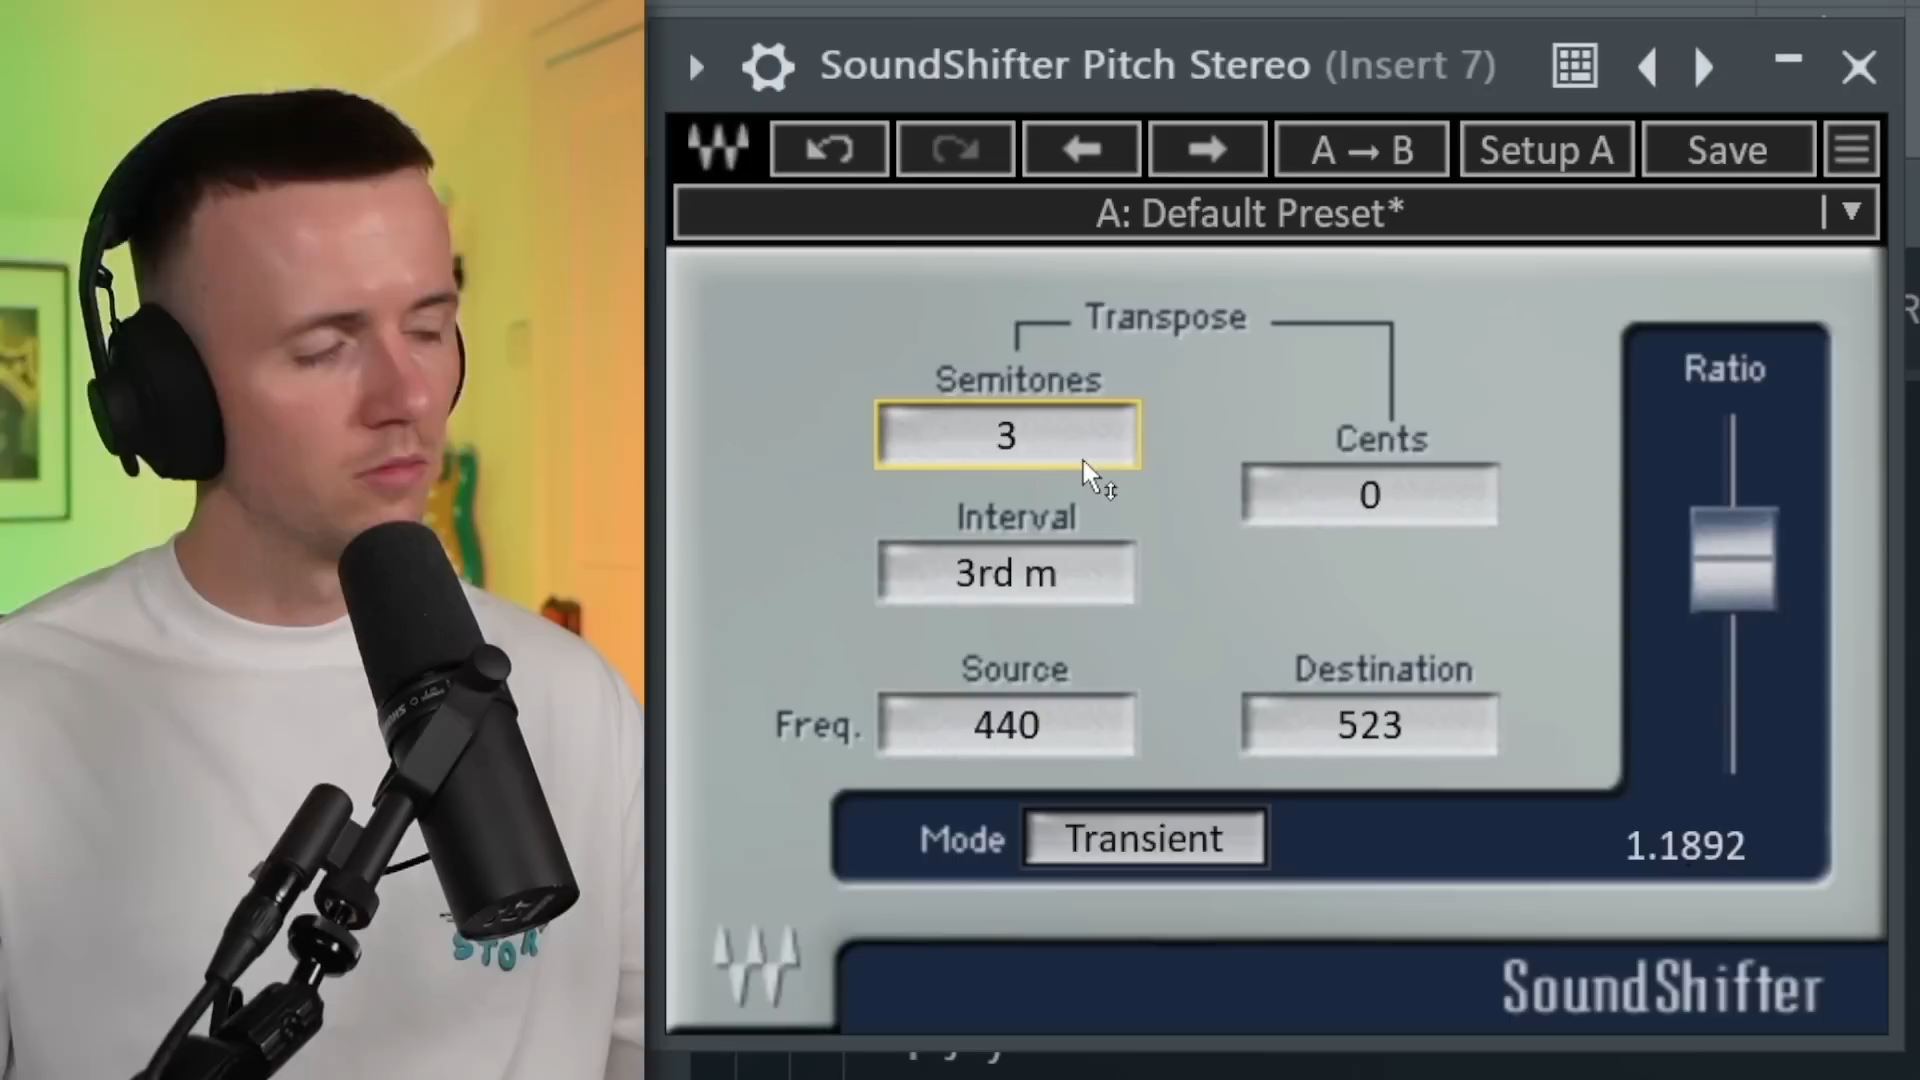 SoundShifter Pitch Stereo (Insert 7)
A → B
Setup A
Save
A: Default Preset*
Transpose
Semitones
3
Cents
0
Interval
3rd m
Source
Destination
Freq.
440
523
Ratio
1.1892
Mode
Transient
SoundShifter
STOR